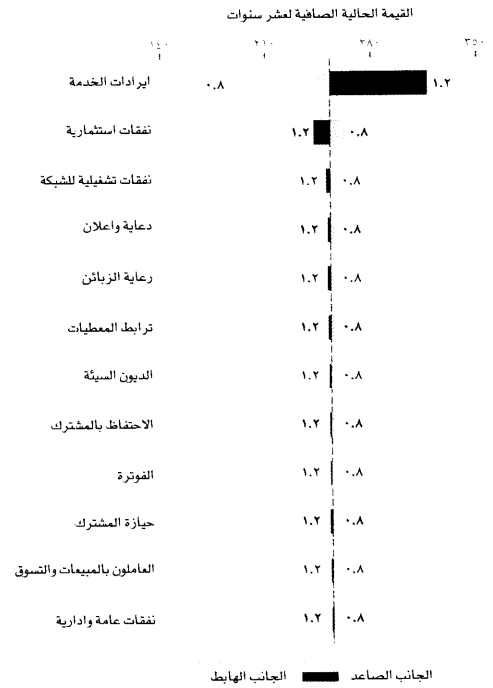 القيمة الحالية الصافية لعشر سنوات
١٤٠ ٢١٠ ٢٨٠ ٣٥٠
ايرادات الخدمة ٠.٨ ١.٢
نفقات استثمارية ١.٢ ٠.٨
نفقات تشغيلية للشبكة ١.٢ ٠.٨
دعاية واعلان ١.٢ ٠.٨
رعاية الزبائن ١.٢ ٠.٨
ترابط المعطيات ١.٢ ٠.٨
الديون السيئة ١.٢ ٠.٨
الاحتفاظ بالمشترك ١.٢ ٠.٨
الفوترة ١.٢ ٠.٨
حيازة المشترك ١.٢ ٠.٨
العاملون بالمبيعات والتسوق ١.٢ ٠.٨
نفقات عامة وادارية ١.٢ ٠.٨
الجانب الصاعد الجانب الهابط